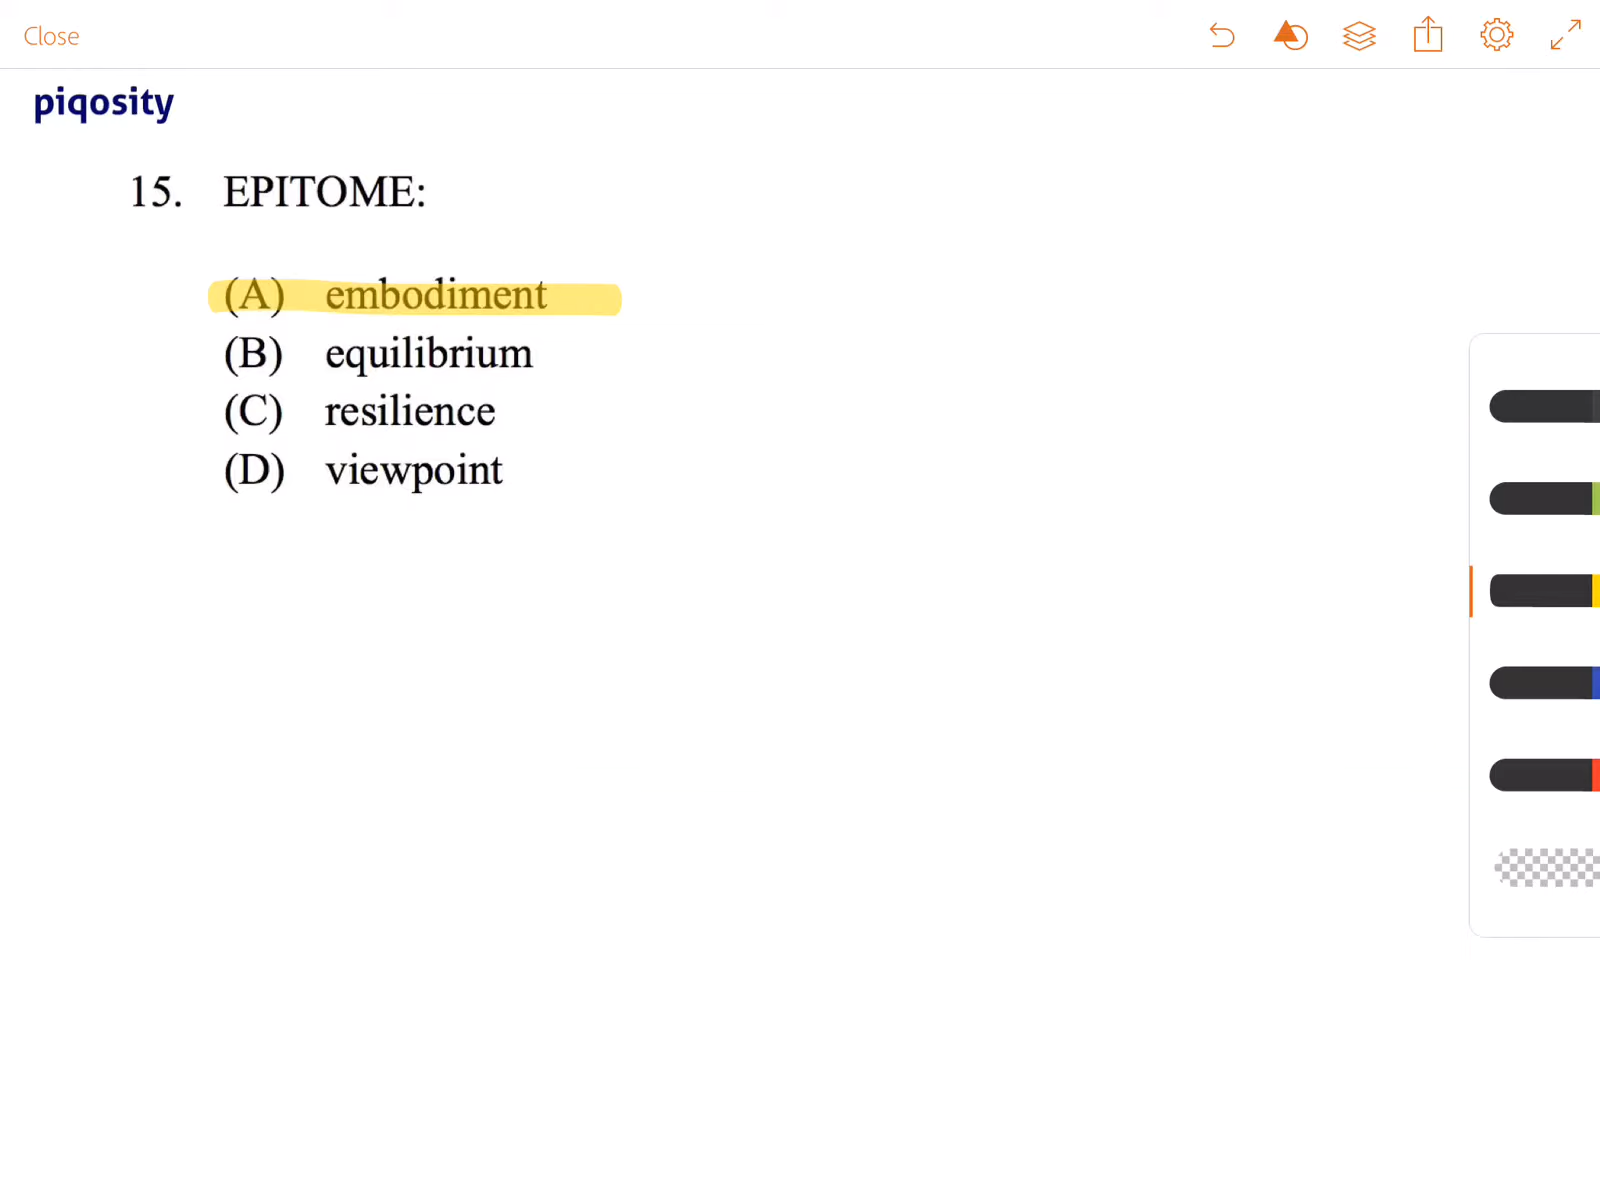 Close
piqosity
15. EPITOME:
(A) embodiment
(B) equilibrium
(C) resilience
(D) viewpoint